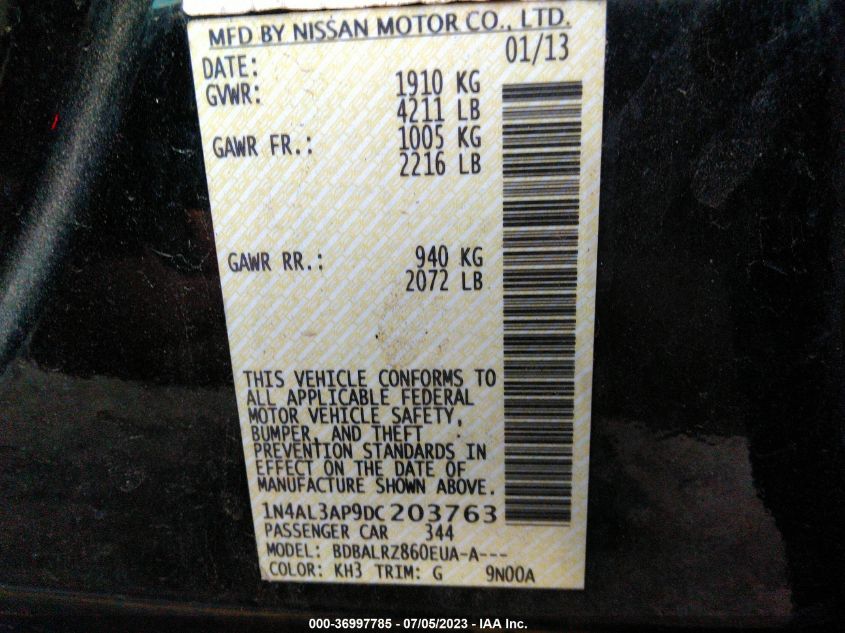 MFD BY NISSAN MOTOR CO., LTD.
DATE: 01/13
GVWR: 1910 KG
4211 LB
GAWR FR.: 1005 KG
2216 LB
GAWR RR.: 940 KG
2072 LB
THIS VEHICLE CONFORMS TO
ALL APPLICABLE FEDERAL
MOTOR VEHICLE SAFETY,
BUMPER, AND THEFT
PREVENTION STANDARDS IN
EFFECT ON THE DATE OF
MANUFACTURE SHOWN ABOVE.
1N4AL3AP9DC203763
PASSENGER CAR 344
MODEL: BDBALRZ860EUA-A---
COLOR: KH3 TRIM: G 9N00A
000-36997785 - 07/05/2023 - IAA Inc.